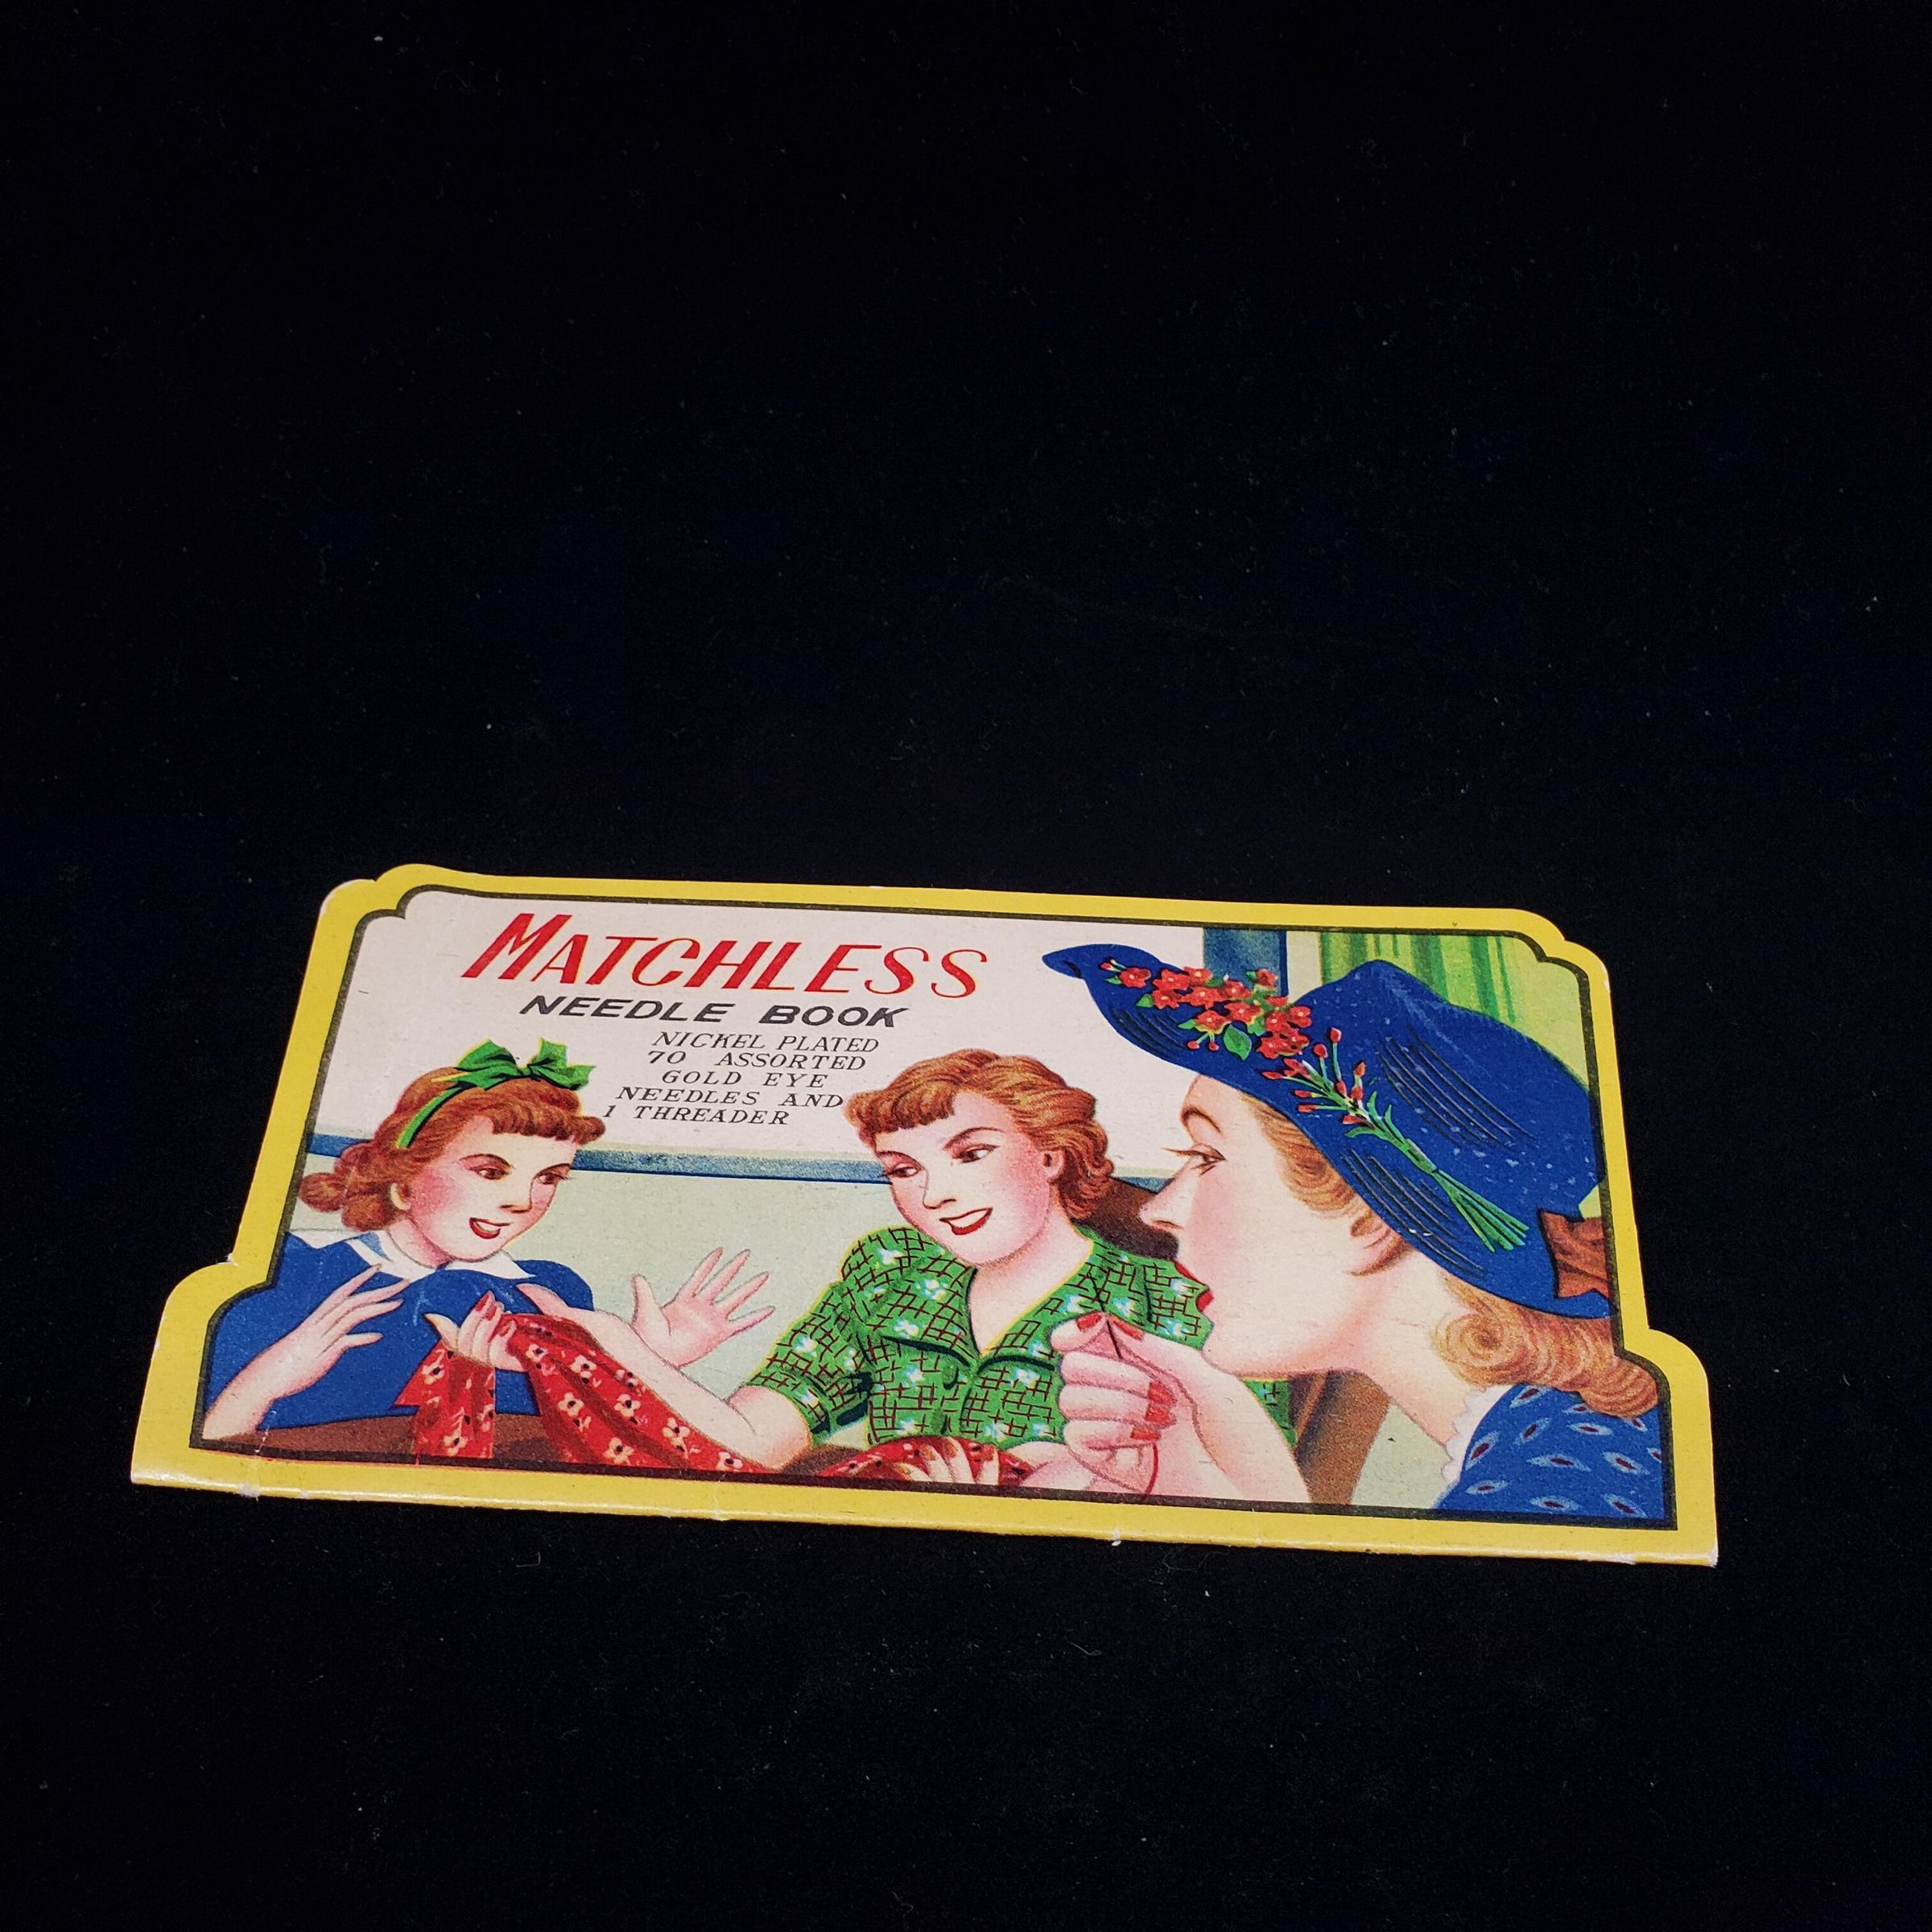 MATCHLESS
NEEDLE BOOK
NICKEL PLATED
70 ASSORTED
GOLD EYE
NEEDLES AND
1 THREADER